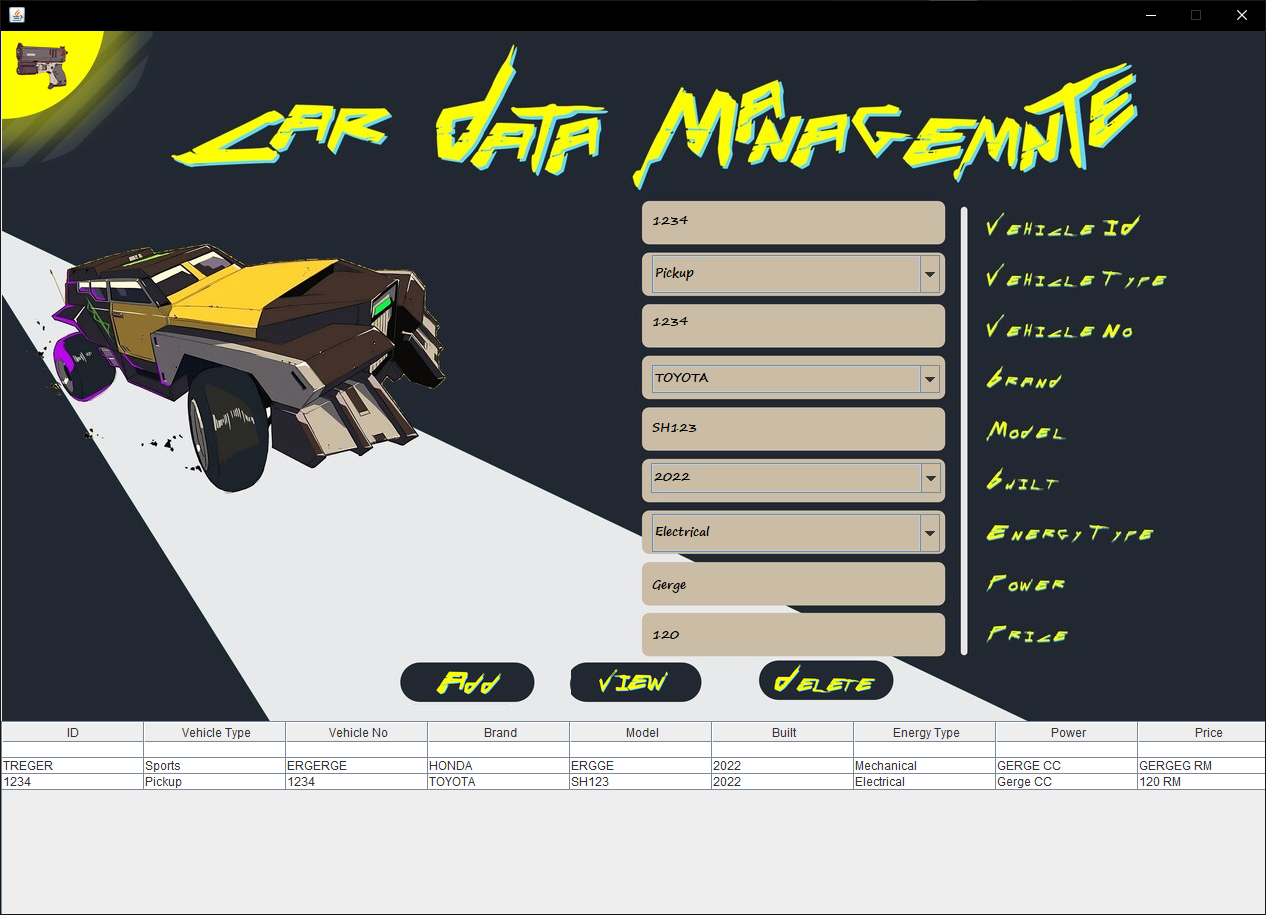 CAR DATA MANAGEMNTE
1234 VEHICLE ID
Pickup VEHICLE TYPE
1234 VEHICLE NO
TOYOTA BRAND
SH123 MODEL
2022 BUILT
Electrical ENERGY TYPE
Gerge POWER
120 PRICE
ADD VIEW DELETE
ID Vehicle Type Vehicle No Brand Model Built Energy Type Power Price
TREGER Sports ERGERGE HONDA ERGGE 2022 Mechanical GERGE CC GERGEG RM
1234 Pickup 1234 TOYOTA SH123 2022 Electrical Gerge CC 120 RM